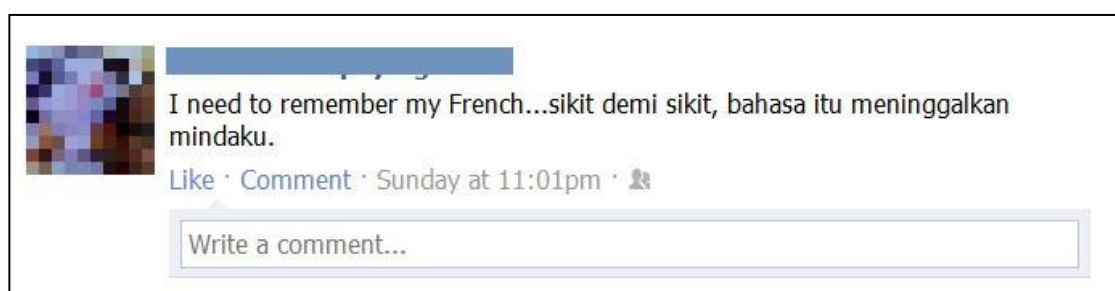 I need to remember my French...sikit demi sikit, bahasa itu meninggalkan
mindaku.
Like · Comment · Sunday at 11:01pm ·
Write a comment...